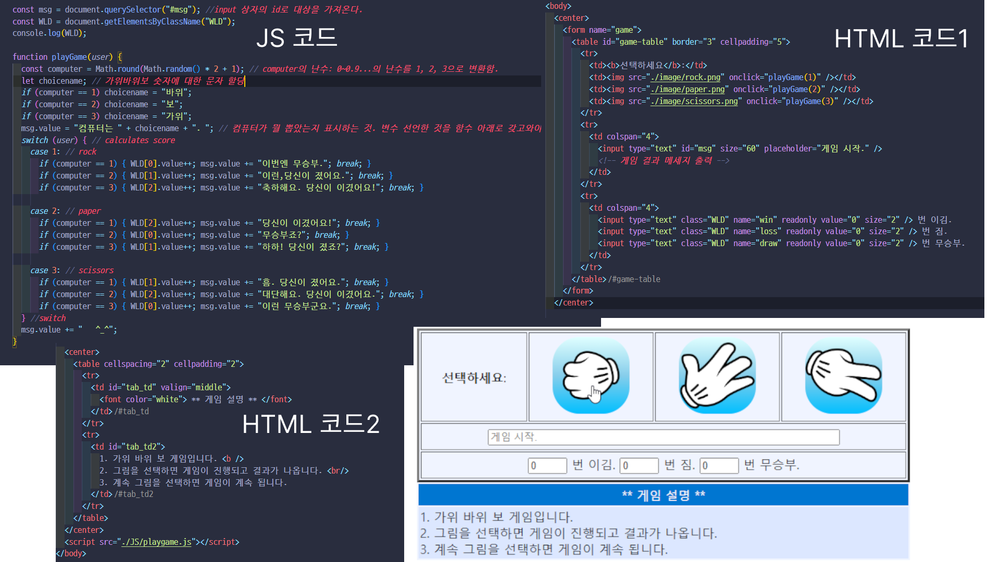 const msg = document.querySelector("#msg"); //input 상자의 id로 대상을 가져온다.
const WLD = document.getElementsByClassName("WLD");
console.log(WLD);
JS 코드
function playGame(user) {
const computer = Math.round(Math.random() * 2 + 1); // computer의 난수: 0~0.9...의 난수를 1, 2, 3으로 변환함.
let choicename; // 가위바위보 숫자에 대한 문자 할당
if (computer == 1) choicename = "바위";
if (computer == 2) choicename = "보";
if (computer == 3) choicename = "가위";
msg.value = "컴퓨터는 " + choicename + ". "; // 컴퓨터가 뭘 뽑았는지 표시하는 것. 변수 선언한 것을 함수 아래로 갖고와야
switch (user) { // calculates score
case 1: // rock
if (computer == 1) { WLD[0].value++; msg.value += "이번엔 무승부."; break; }
if (computer == 2) { WLD[1].value++; msg.value += "이런,당신이 졌어요."; break; }
if (computer == 3) { WLD[2].value++; msg.value += "축하해요. 당신이 이겼어요!"; break; }
case 2: // paper
if (computer == 1) { WLD[2].value++; msg.value += "당신이 이겼어요!"; break; }
if (computer == 2) { WLD[0].value++; msg.value += "무승부죠?"; break; }
if (computer == 3) { WLD[1].value++; msg.value += "하하! 당신이 졌죠?"; break; }
case 3: // scissors
if (computer == 1) { WLD[1].value++; msg.value += "흠. 당신이 졌어요."; break; }
if (computer == 2) { WLD[2].value++; msg.value += "대단해요. 당신이 이겼어요."; break; }
if (computer == 3) { WLD[0].value++; msg.value += "이런 무승부군요."; break; }
} //switch
msg.value += "   ^_^";
}
<body>
<center>
<form name="game">
HTML 코드1
<table id="game-table" border="3" cellpadding="5">
<tr>
<td><b>선택하세요</b>:</td>
<td><img src="./image/rock.png" onclick="playGame(1)" /></td>
<td><img src="./image/paper.png" onclick="playGame(2)" /></td>
<td><img src="./image/scissors.png" onclick="playGame(3)" /></td>
</tr>
<tr>
<td colspan="4">
<input type="text" id="msg" size="60" placeholder="게임 시작." />
<!-- 게임 결과 메세지 출력 -->
</td>
</tr>
<tr>
<td colspan="4">
<input type="text" class="WLD" name="win" readonly value="0" size="2" /> 번 이김.
<input type="text" class="WLD" name="loss" readonly value="0" size="2" /> 번 짐.
<input type="text" class="WLD" name="draw" readonly value="0" size="2" /> 번 무승부.
</td>
</tr>
</table>/#game-table
</form>
</center>
<center>
<table cellspacing="2" cellpadding="2">
<tr>
<td id="tab_td" valign="middle">
<font color="white"> ** 게임 설명 ** </font>
</td>/#tab_td
HTML 코드2
</tr>
<tr>
<td id="tab_td2">
1. 가위 바위 보 게임입니다. <b />
2. 그림을 선택하면 게임이 진행되고 결과가 나옵니다. <br/>
3. 계속 그림을 선택하면 게임이 계속 됩니다.
</td>/#tab_td2
</tr>
</table>
</center>
<script src="./JS/playgame.js"></script>
</body>
선택하세요:
게임 시작.
0 번 이김. 0 번 짐. 0 번 무승부.
** 게임 설명 **
1. 가위 바위 보 게임입니다.
2. 그림을 선택하면 게임이 진행되고 결과가 나옵니다.
3. 계속 그림을 선택하면 게임이 계속 됩니다.